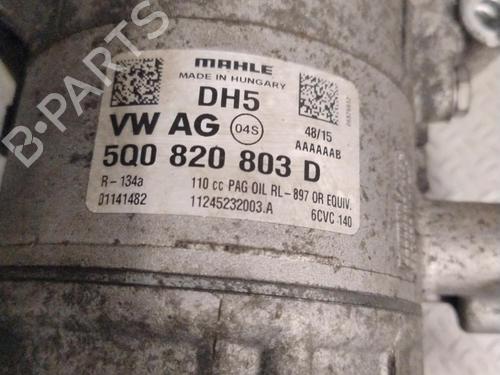 MAHLE
MADE IN HUNGARY
DH5
VW AG 04S 48/15
AAAAAAB
5Q0 820 803 D
R-134a 110 cc PAG OIL RL-897 OR EQUIV.
01141482 11245232003.A 6CVC 140